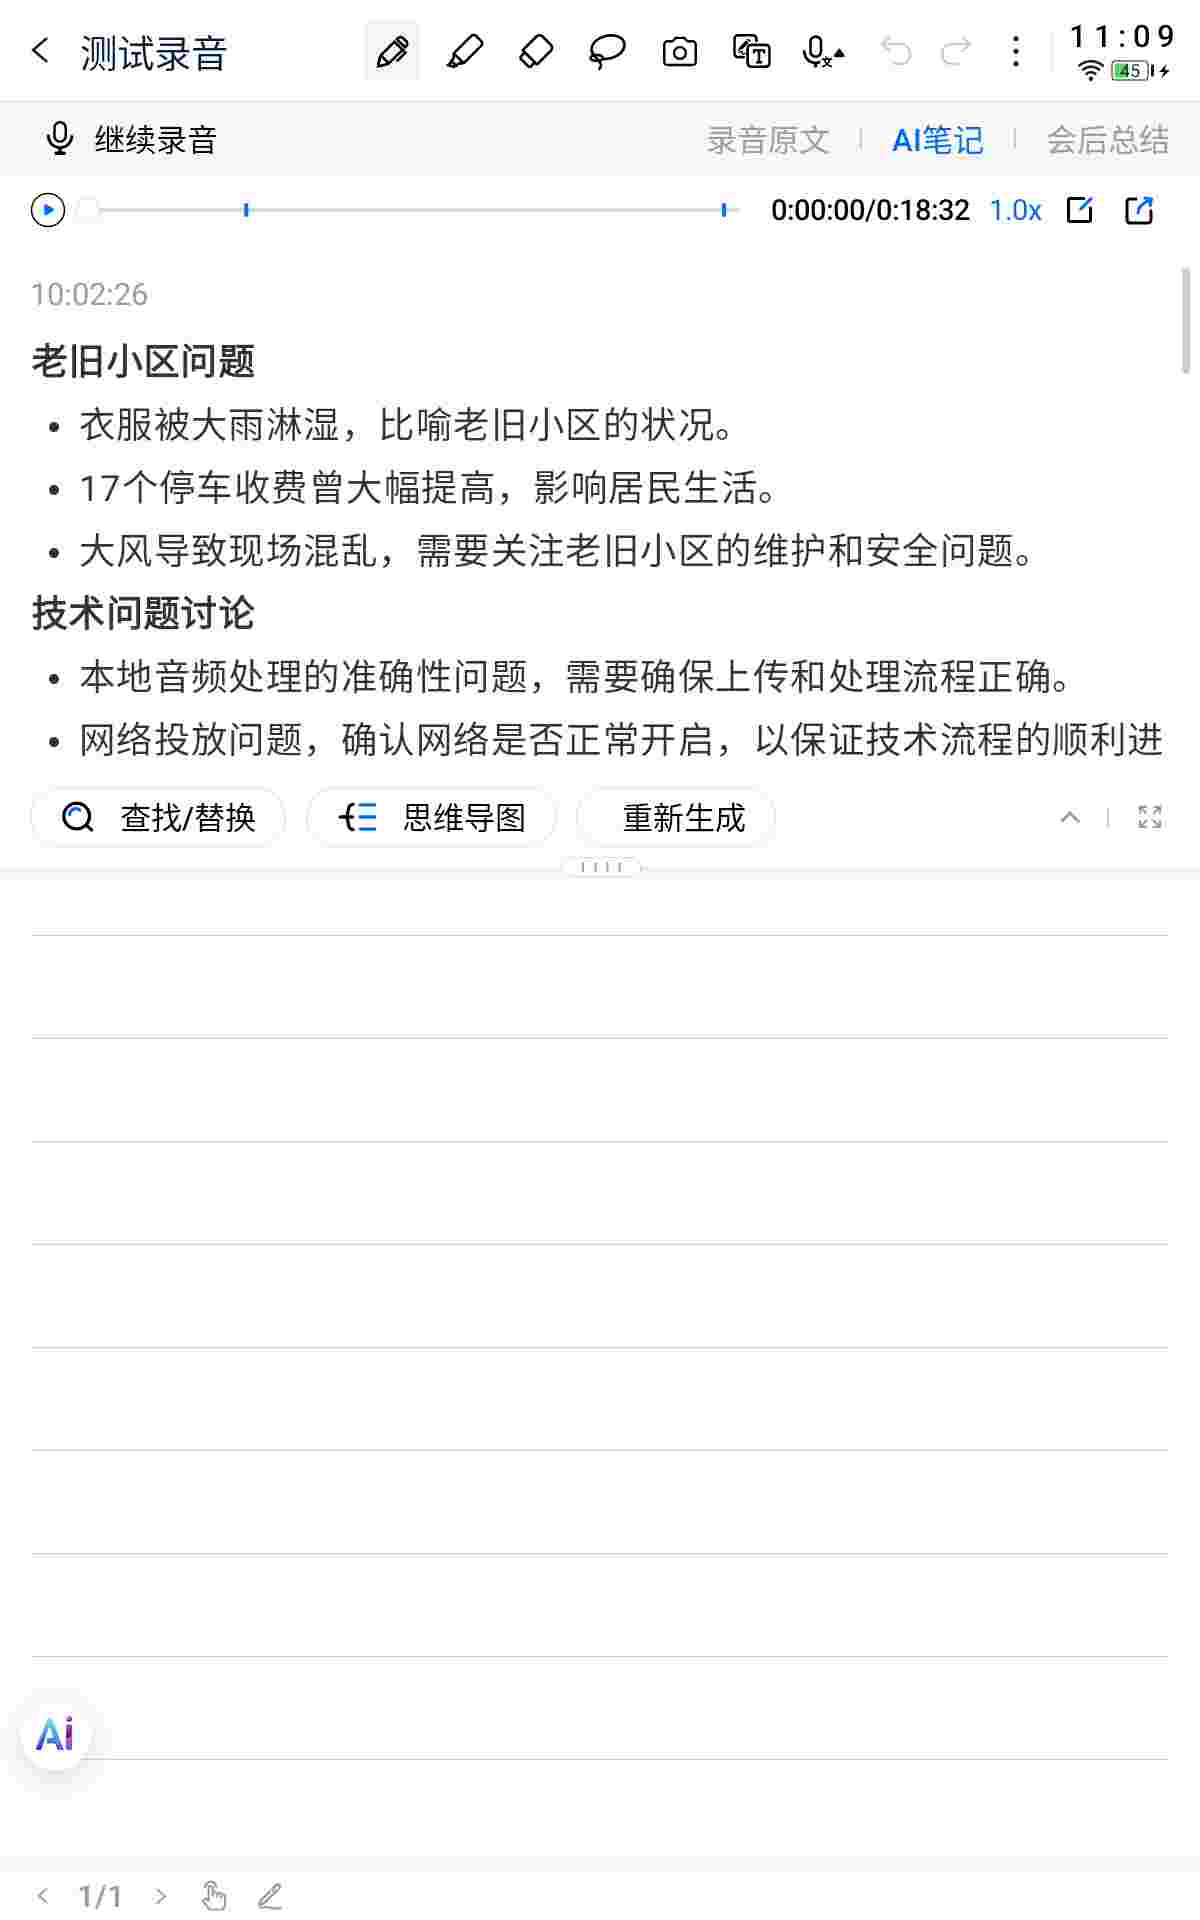 测试录音
11:09
45
继续录音
录音原文
AI笔记
会后总结
0:00:00/0:18:32 1.0x
10:02:26
老旧小区问题
• 衣服被大雨淋湿，比喻老旧小区的状况。
• 17个停车收费曾大幅提高，影响居民生活。
• 大风导致现场混乱，需要关注老旧小区的维护和安全问题。
技术问题讨论
• 本地音频处理的准确性问题，需要确保上传和处理流程正确。
• 网络投放问题，确认网络是否正常开启，以保证技术流程的顺利进
查找/替换
思维导图
重新生成
Ai
1/1